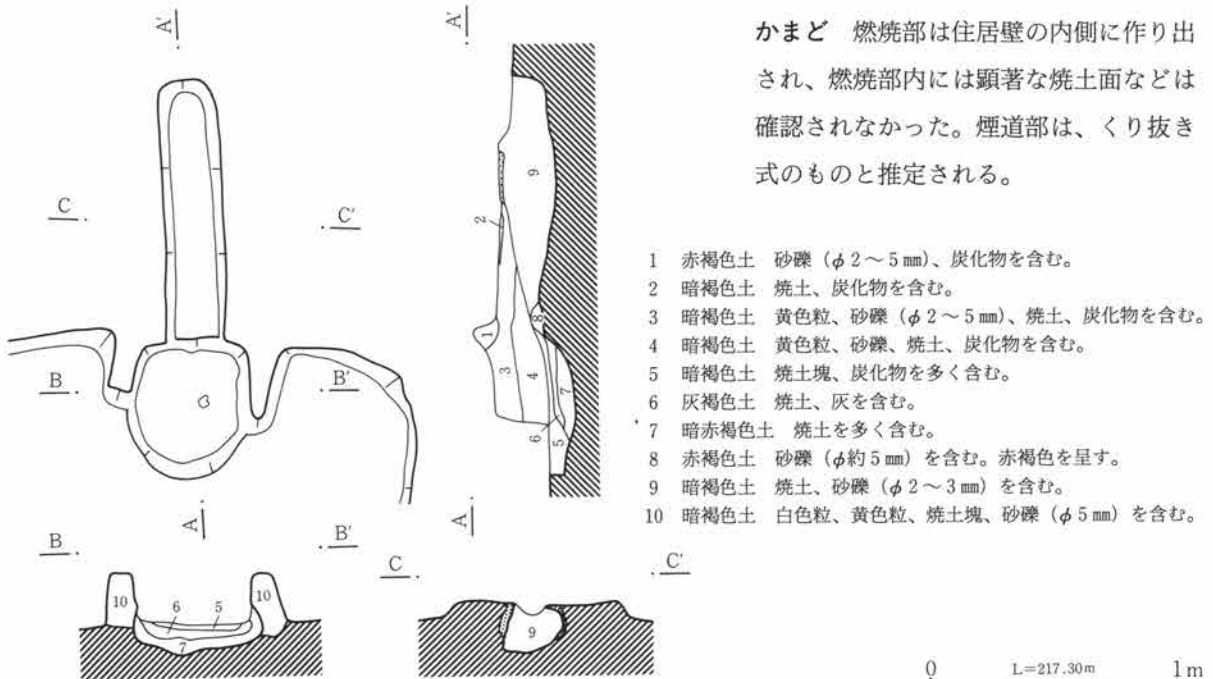 かまど　燃焼部は住居壁の内側に作り出
され、燃焼部内には顕著な焼土面などは
確認されなかった。煙道部は、くり抜き
式のものと推定される。
1　赤褐色土　砂礫（φ2～5㎜）、炭化物を含む。
2　暗褐色土　焼土、炭化物を含む。
3　暗褐色土　黄色粒、砂礫（φ2～5㎜）、焼土、炭化物を含む。
4　暗褐色土　黄色粒、砂礫、焼土、炭化物を含む。
5　暗褐色土　焼土塊、炭化物を多く含む。
6　灰褐色土　焼土、灰を含む。
7　暗赤褐色土　焼土を多く含む。
8　赤褐色土　砂礫（φ約5㎜）を含む。赤褐色を呈す。
9　暗褐色土　焼土、砂礫（φ2～3㎜）を含む。
10　暗褐色土　白色粒、黄色粒、焼土塊、砂礫（φ5㎜）を含む。
A′
A′
C
C′
B
B′
A
A
9
2
1
8
3
4
7
6
5
B
B′
10
6
5
10
7
C
C′
9
0　L=217.30m　1m